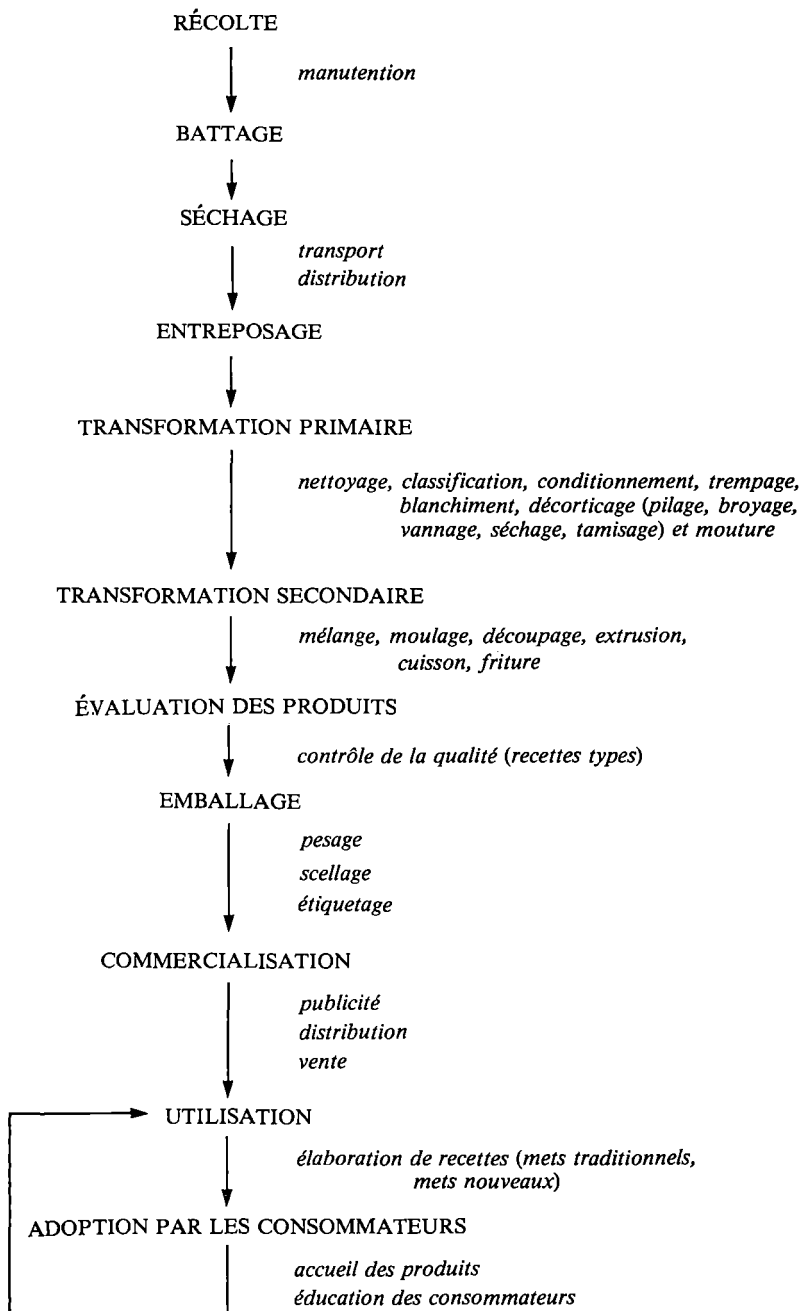 RÉCOLTE
manutention
BATTAGE
SÉCHAGE
transport
distribution
ENTREPOSAGE
TRANSFORMATION PRIMAIRE
nettoyage, classification, conditionnement, trempage,
blanchiment, décorticage (pilage, broyage,
vannage, séchage, tamisage) et mouture
TRANSFORMATION SECONDAIRE
mélange, moulage, découpage, extrusion,
cuisson, friture
ÉVALUATION DES PRODUITS
contrôle de la qualité (recettes types)
EMBALLAGE
pesage
scellage
étiquetage
COMMERCIALISATION
publicité
distribution
vente
UTILISATION
élaboration de recettes (mets traditionnels,
mets nouveaux)
ADOPTION PAR LES CONSOMMATEURS
accueil des produits
éducation des consommateurs